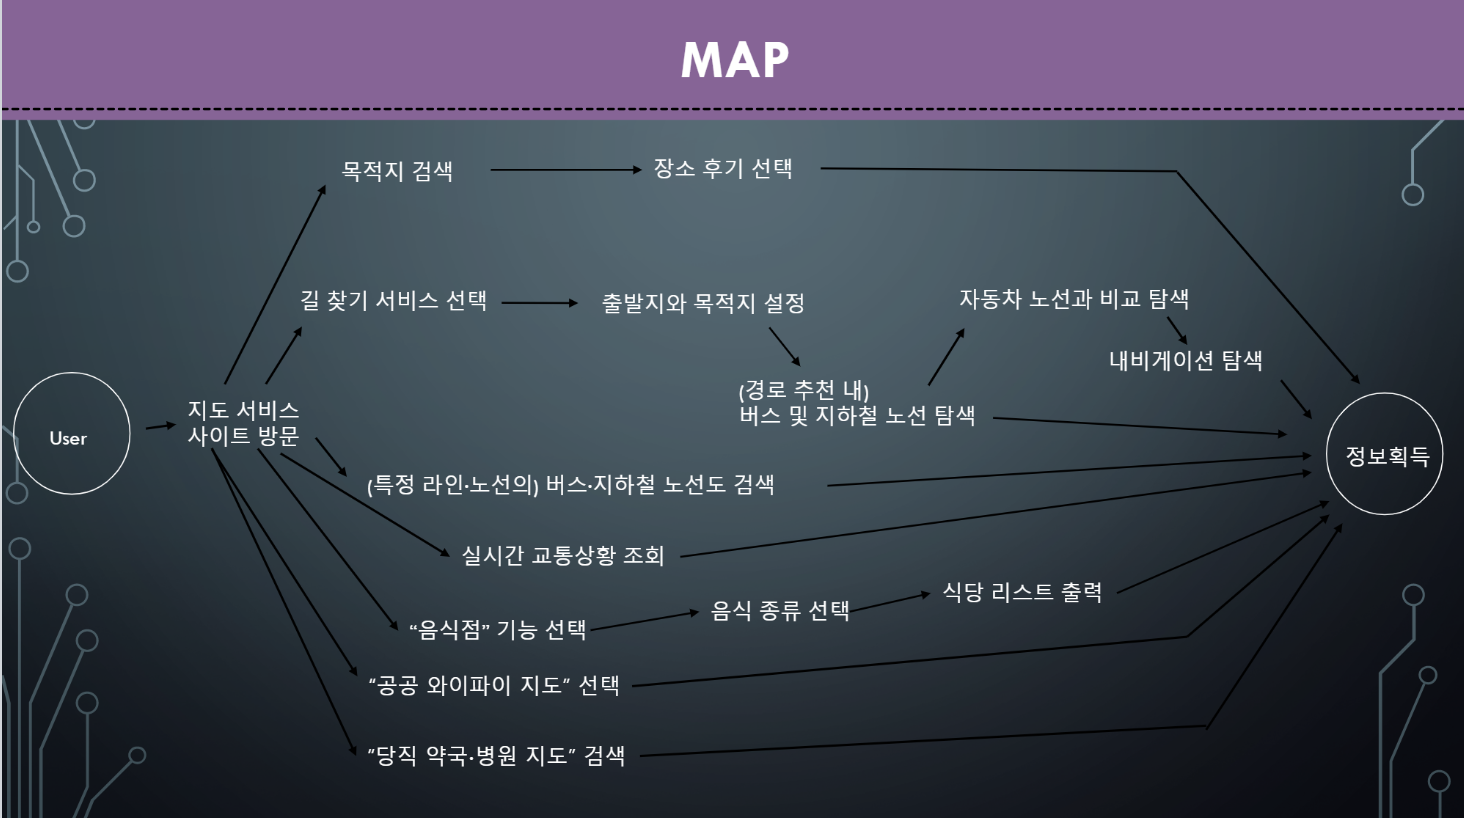 MAP
목적지 검색
장소 후기 선택
길 찾기 서비스 선택
출발지와 목적지 설정
자동차 노선과 비교 탐색
내비게이션 탐색
(경로 추천 내)
버스 및 지하철 노선 탐색
User
지도 서비스
사이트 방문
정보획득
(특정 라인·노선의) 버스·지하철 노선도 검색
실시간 교통상황 조회
“음식점” 기능 선택
음식 종류 선택
식당 리스트 출력
“공공 와이파이 지도” 선택
”당직 약국·병원 지도” 검색